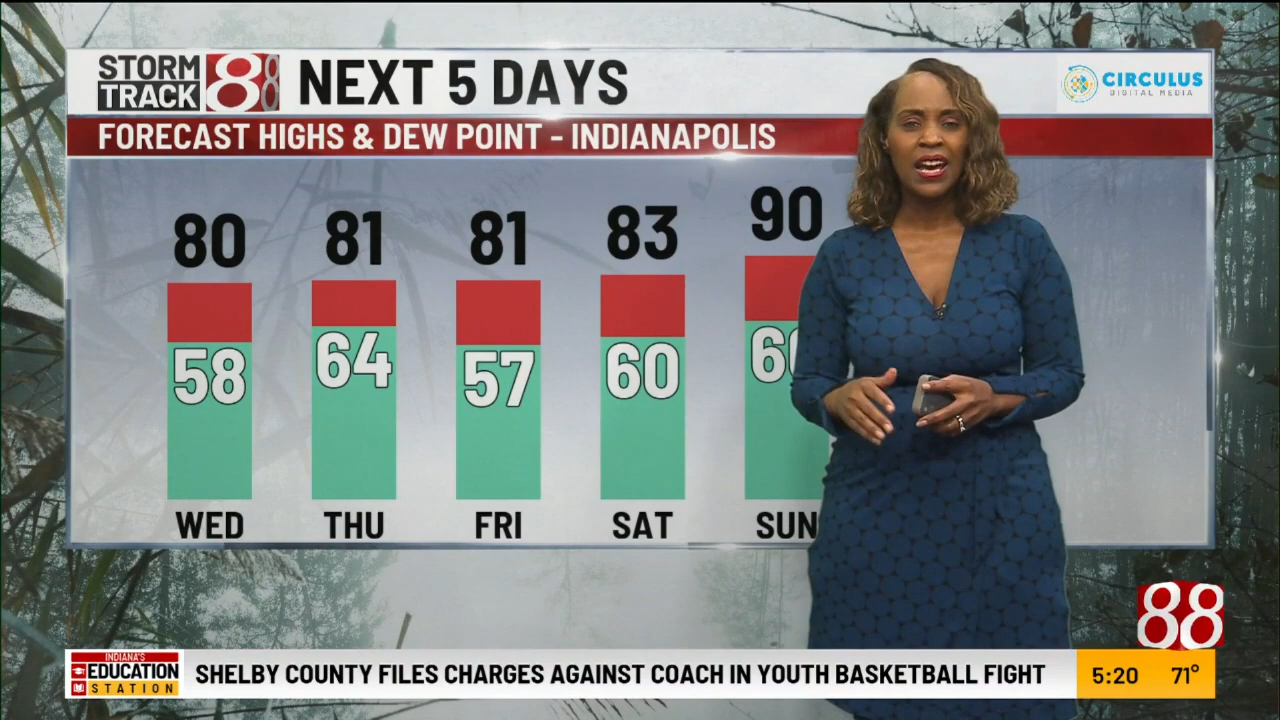 STORM
TRACK 8 8
NEXT 5 DAYS
CIRCULUS
DIGITAL MEDIA
FORECAST HIGHS & DEW POINT - INDIANAPOLIS
80 81 81 83 90
58 64 57 60
WED THU FRI SAT SUN
88
INDIANA'S
EDUCATION
STATION
SHELBY COUNTY FILES CHARGES AGAINST COACH IN YOUTH BASKETBALL FIGHT
5:20 71°